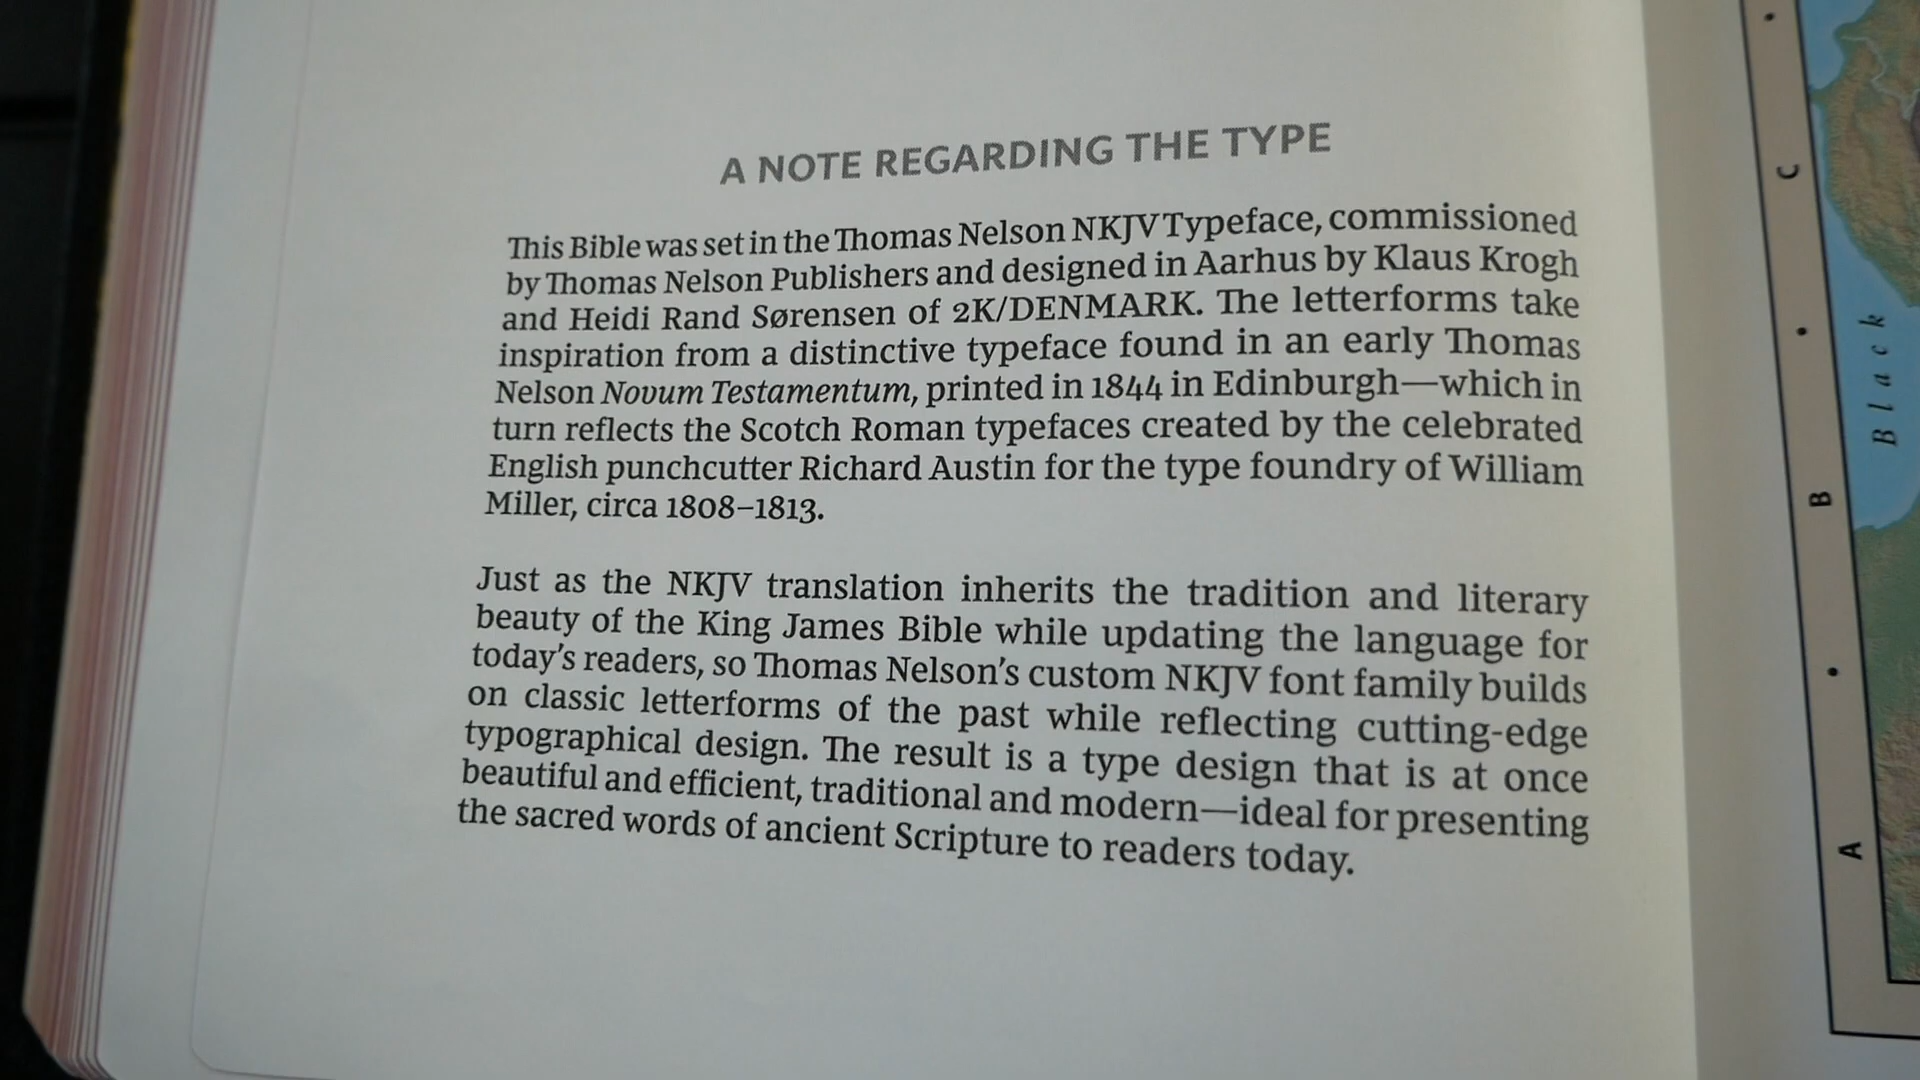 A NOTE REGARDING THE TYPE
This Bible was set in the Thomas Nelson NKJV Typeface, commissioned
by Thomas Nelson Publishers and designed in Aarhus by Klaus Krogh
and Heidi Rand Sørensen of 2K/DENMARK. The letterforms take
inspiration from a distinctive typeface found in an early Thomas
Nelson Novum Testamentum, printed in 1844 in Edinburgh—which in
turn reflects the Scotch Roman typefaces created by the celebrated
English punchcutter Richard Austin for the type foundry of William
Miller, circa 1808–1813.
Just as the NKJV translation inherits the tradition and literary
beauty of the King James Bible while updating the language for
today's readers, so Thomas Nelson's custom NKJV font family builds
on classic letterforms of the past while reflecting cutting-edge
typographical design. The result is a type design that is at once
beautiful and efficient, traditional and modern—ideal for presenting
the sacred words of ancient Scripture to readers today.
A
B
C
Black